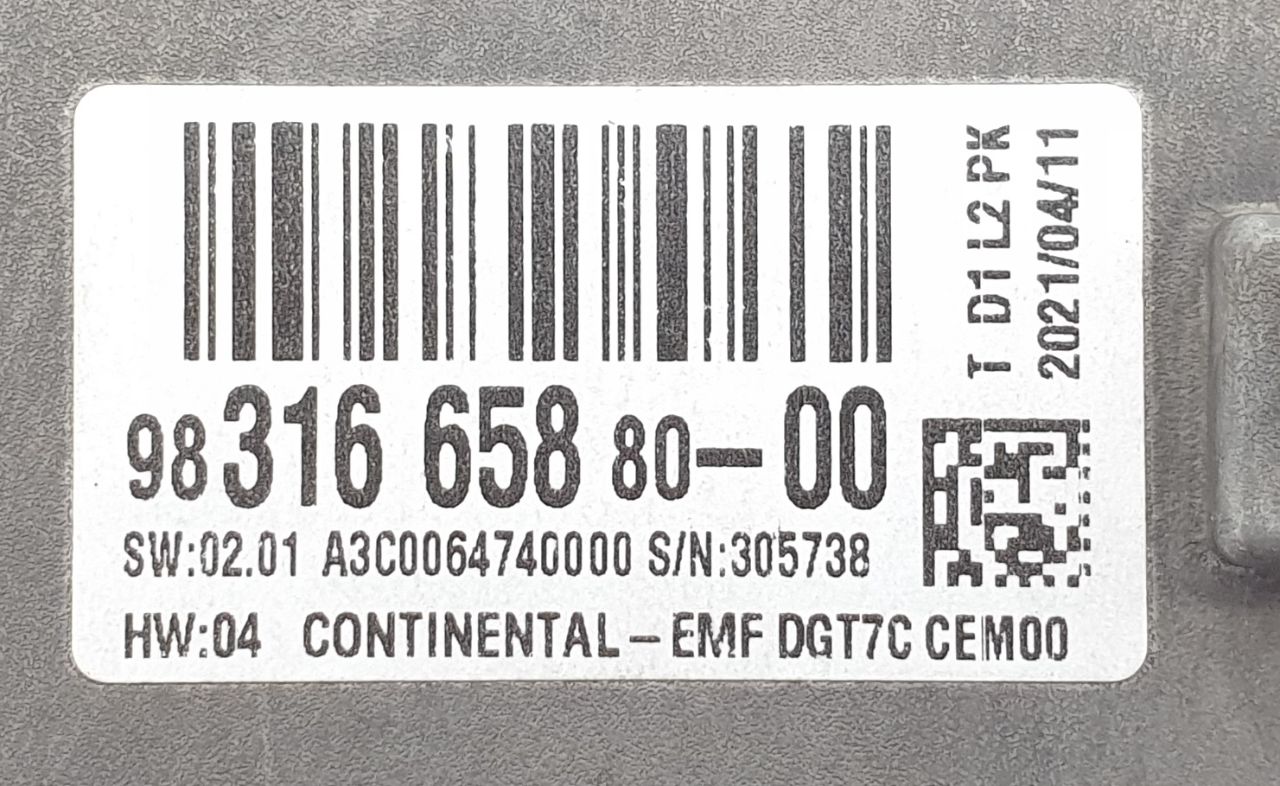 T D1 L2 PK
2021/04/11
98 316 658 80-00
SW:02.01 A3C0064740000 S/N:305738
HW:04 CONTINENTAL-EMF DGT7C CEM00